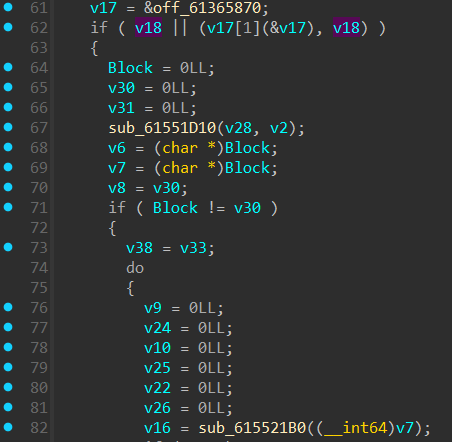 61 v17 = &off_61365870;
62 if ( v18 || (v17[1](&v17), v18) )
63 {
64 Block = 0LL;
65 v30 = 0LL;
66 v31 = 0LL;
67 sub_61551D10(v28, v2);
68 v6 = (char *)Block;
69 v7 = (char *)Block;
70 v8 = v30;
71 if ( Block != v30 )
72 {
73 v38 = v33;
74 do
75 {
76 v9 = 0LL;
77 v24 = 0LL;
78 v10 = 0LL;
79 v25 = 0LL;
80 v22 = 0LL;
81 v26 = 0LL;
82 v16 = sub_615521B0((__int64)v7);